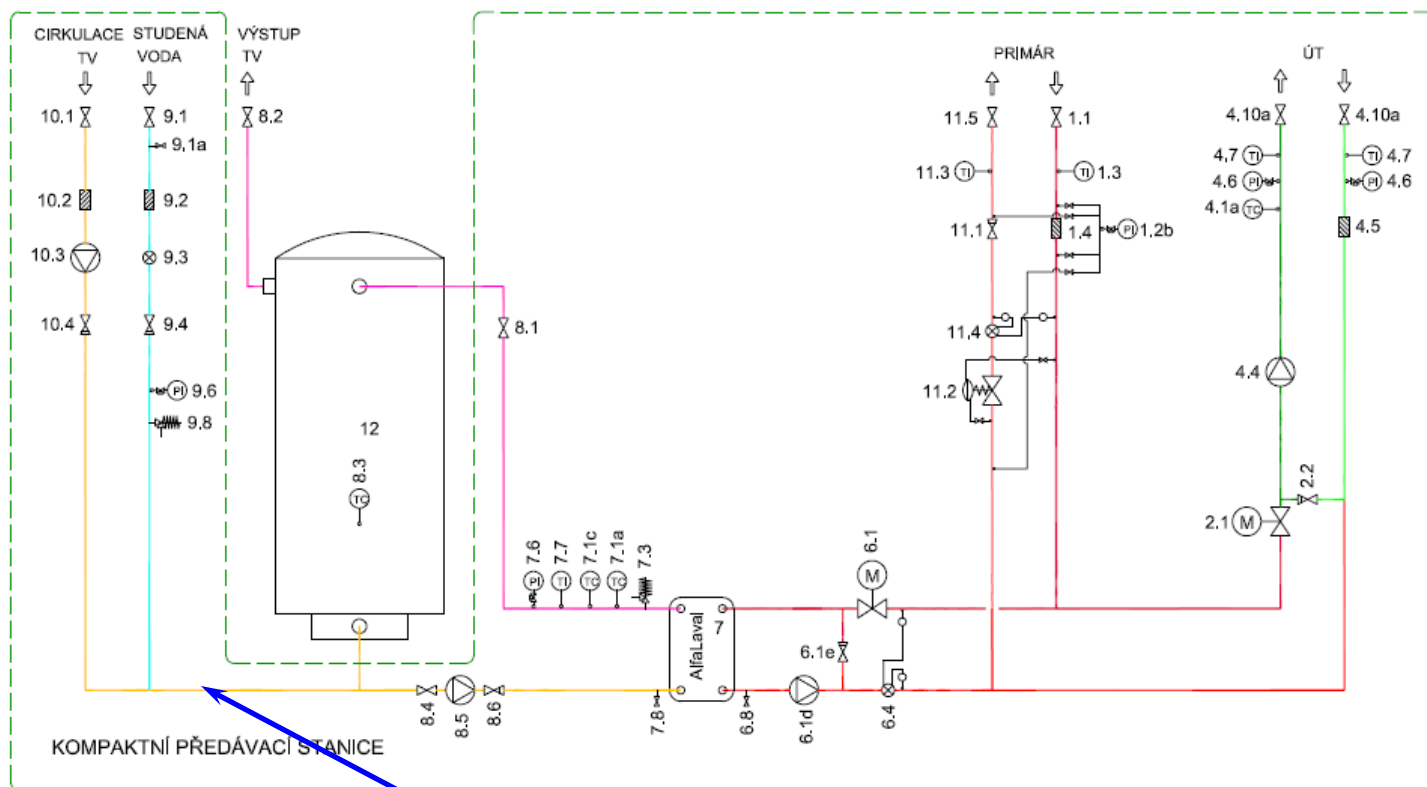 CIRKULACE
TV
STUDENÁ
VODA
VÝSTUP
TV
PRIMÁR
ÚT
10.1
9.1
8.2
11.5
1.1
4.10a
4.10a
9.1a
4.7 TI
TI 4.7
11.3 TI
TI 1.3
4.6 PI
PI 4.6
10.2
9.2
4.1a TC
11.1
1.4
PI 1.2b
4.5
10.3
9.3
10.4
9.4
8.1
11.4
4.4
9.6 PI
11.2
9.8
12
8.3
TC
2.2
2.1 M
7.6
PI
7.7
TI
7.1c
TC
7.1a
TC
7.3
6.1
M
7
AlfaLaval
6.1e
8.4
8.5
8.6
7.8
6.8
6.1d
6.4
KOMPAKTNÍ PŘEDÁVACÍ STANICE